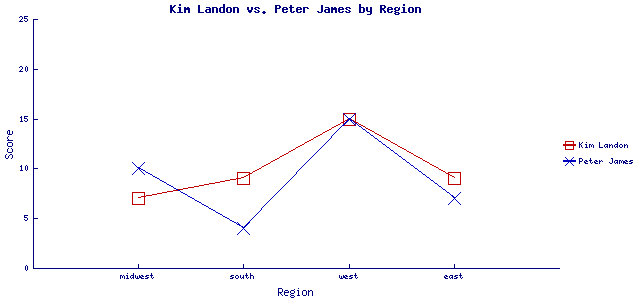 Kim Landon vs. Peter James by Region
25
20
15
10
5
0
Score
midwest south west east
Region
Kim Landon
Peter James